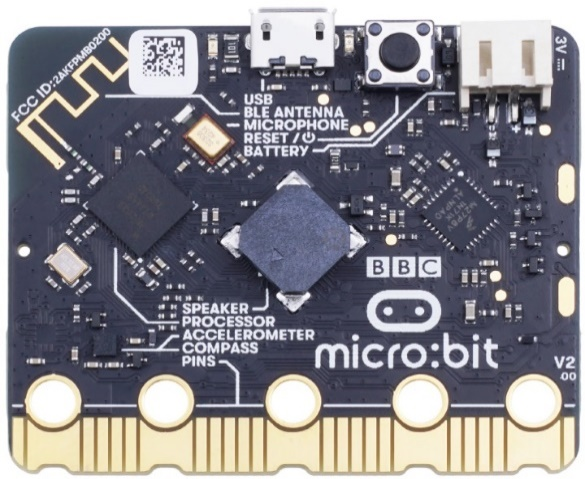 FCC ID:2AKFPMB0200
3V
USB
BLE ANTENNA
MICROPHONE
RESET /
BATTERY
BBC
SPEAKER
PROCESSOR
ACCELEROMETER
COMPASS
PINS
micro:bit
V2
.00